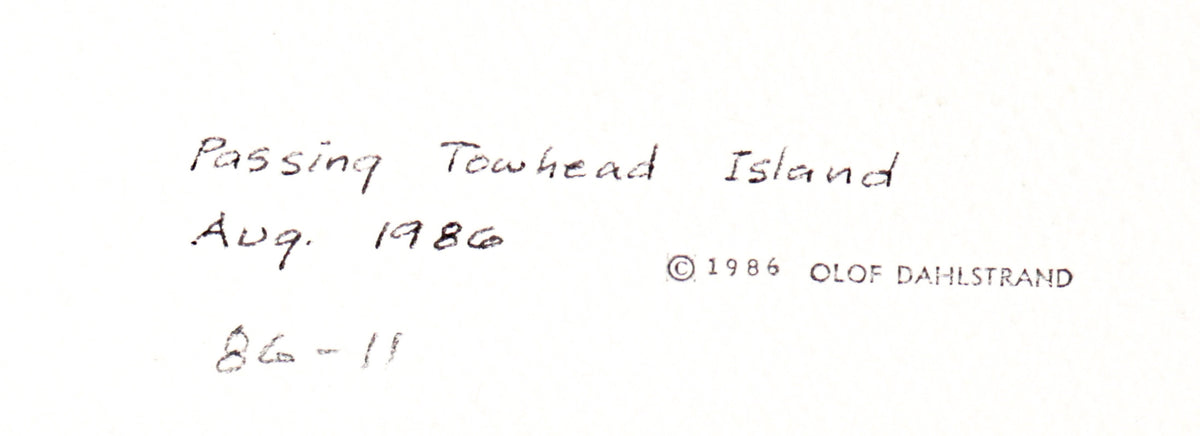 Passing Towhead Island
Aug. 1986
© 1986 OLOF DAHLSTRAND
86-11